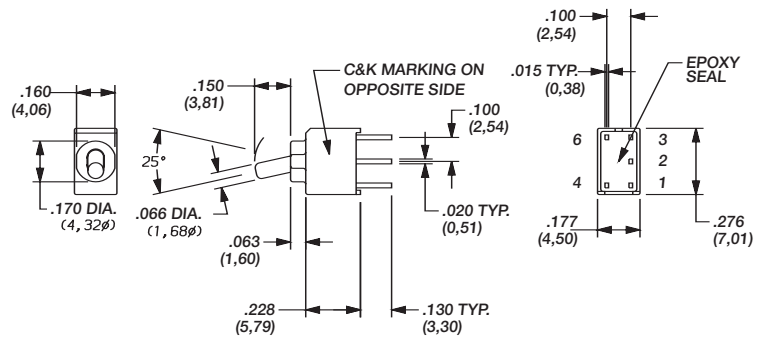 .160
(4,06)
.170 DIA.
(4,32ø)
25°
.150
(3,81)
.066 DIA.
(1,68ø)
.063
(1,60)
C&K MARKING ON
OPPOSITE SIDE
.100
(2,54)
.020 TYP.
(0,51)
.228
(5,79)
.130 TYP.
(3,30)
.100
(2,54)
.015 TYP.
(0,38)
EPOXY
SEAL
6 3
2
4 1
.177
(4,50)
.276
(7,01)